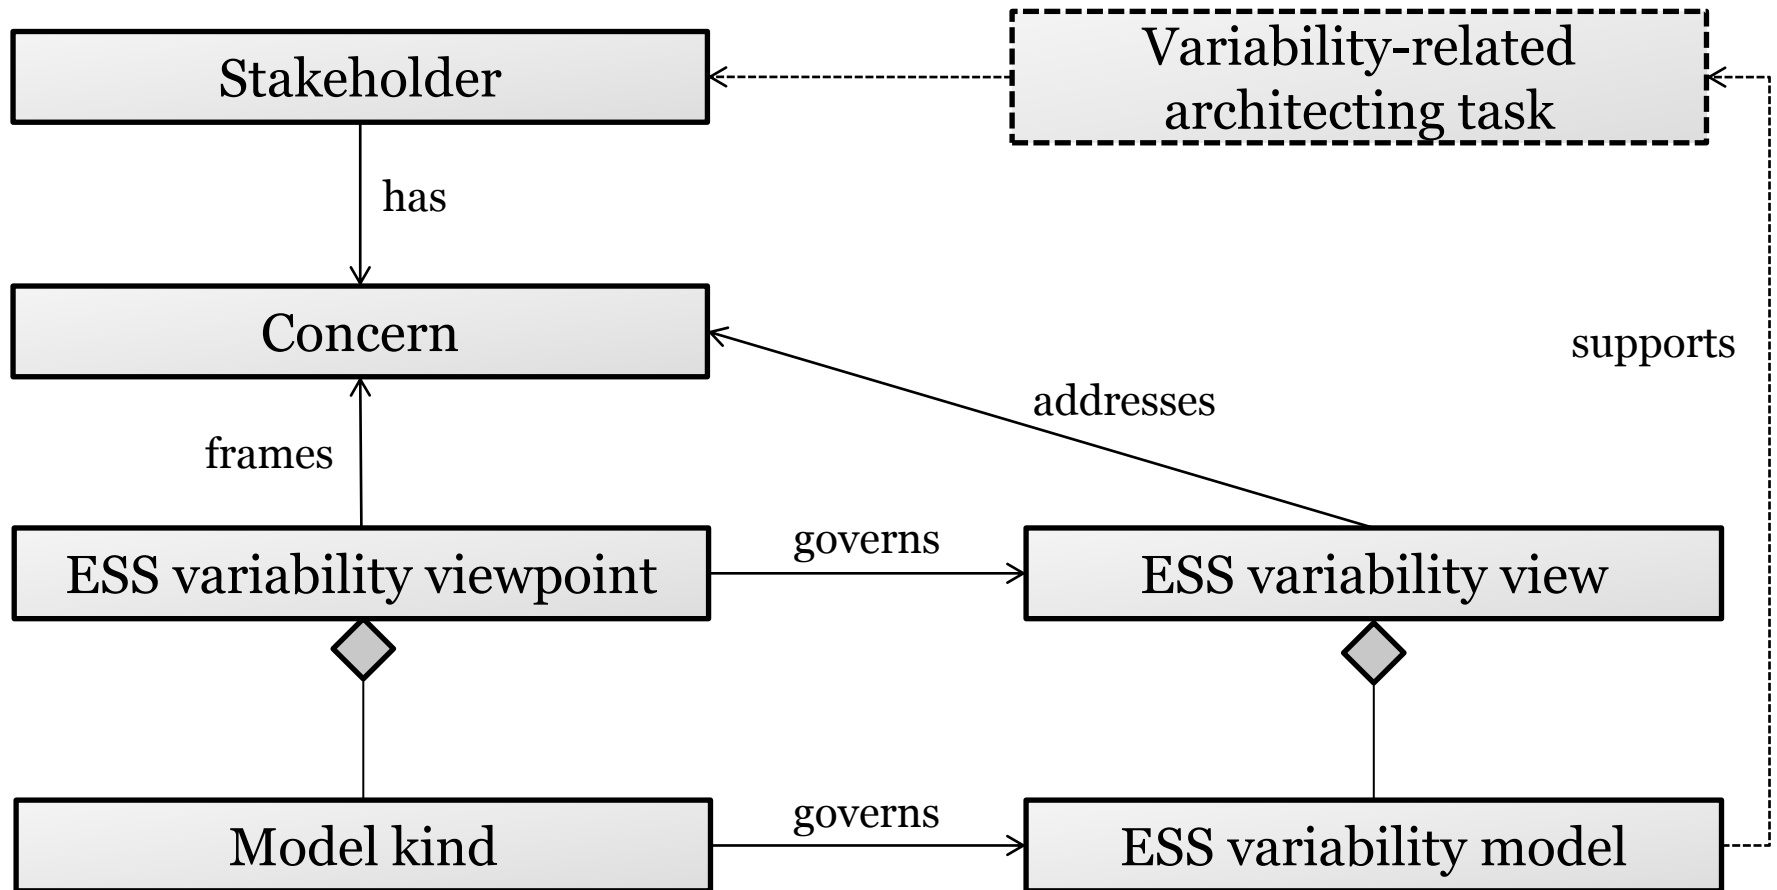 Stakeholder
Variability-related
architecting task
has
Concern
supports
addresses
frames
ESS variability viewpoint
governs
ESS variability view
Model kind
governs
ESS variability model